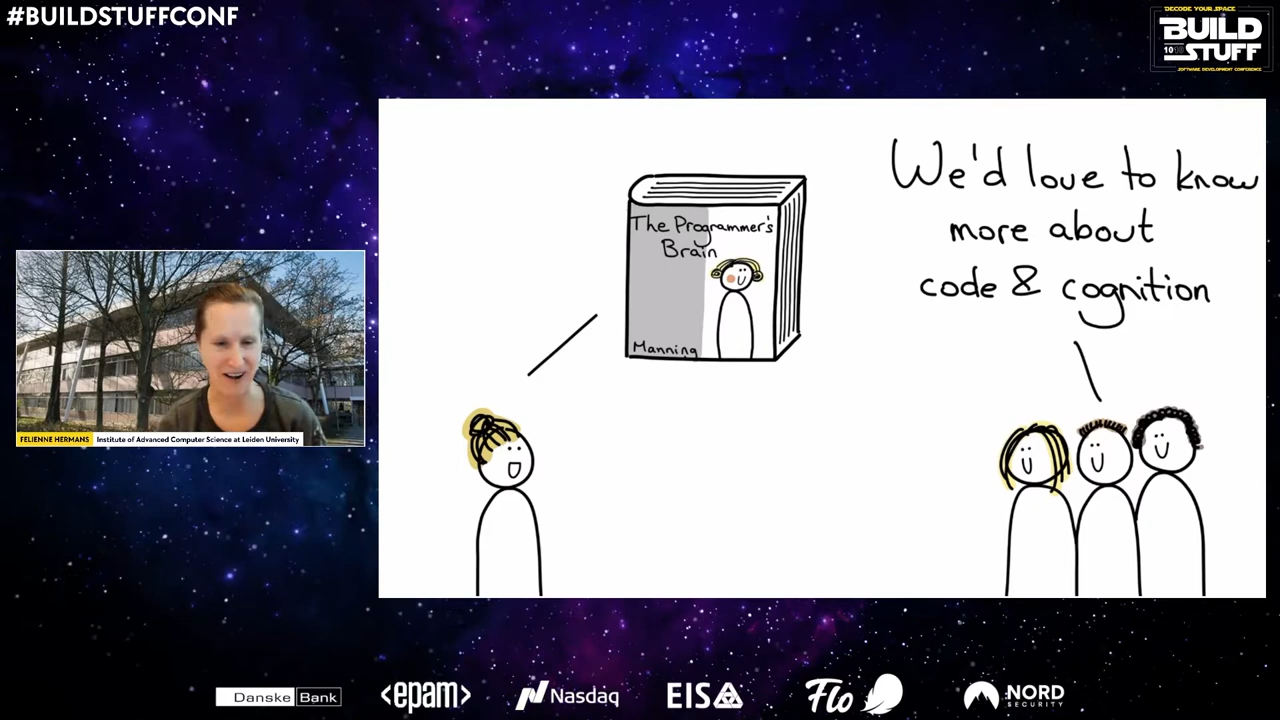 #BUILDSTUFFCONF
DECODE YOUR SPACE
BUILD
STUFF
SOFTWARE DEVELOPMENT CONFERENCE
We'd love to know
more about
code & cognition
The Programmer's
Brain
Manning
FELIENNE HERMANS Institute of Advanced Computer Science at Leiden University
Danske Bank
<epam>
Nasdaq
EIS
Flo
NORD
SECURITY